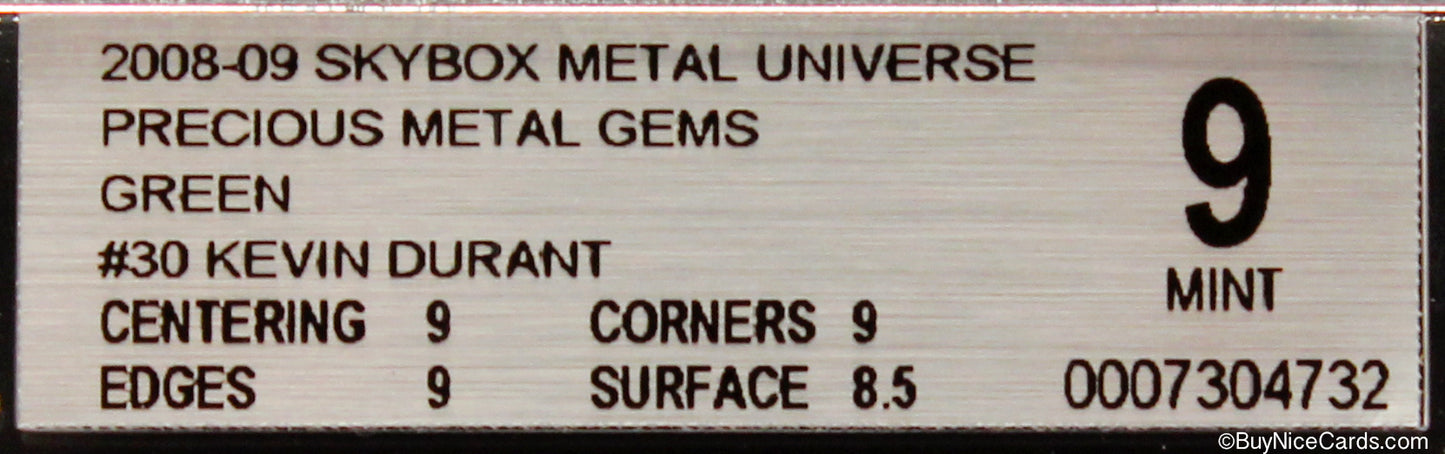 2008-09 SKYBOX METAL UNIVERSE
PRECIOUS METAL GEMS
GREEN
#30 KEVIN DURANT
CENTERING 9 CORNERS 9
EDGES 9 SURFACE 8.5
9
MINT
0007304732
©BuyNiceCards.com